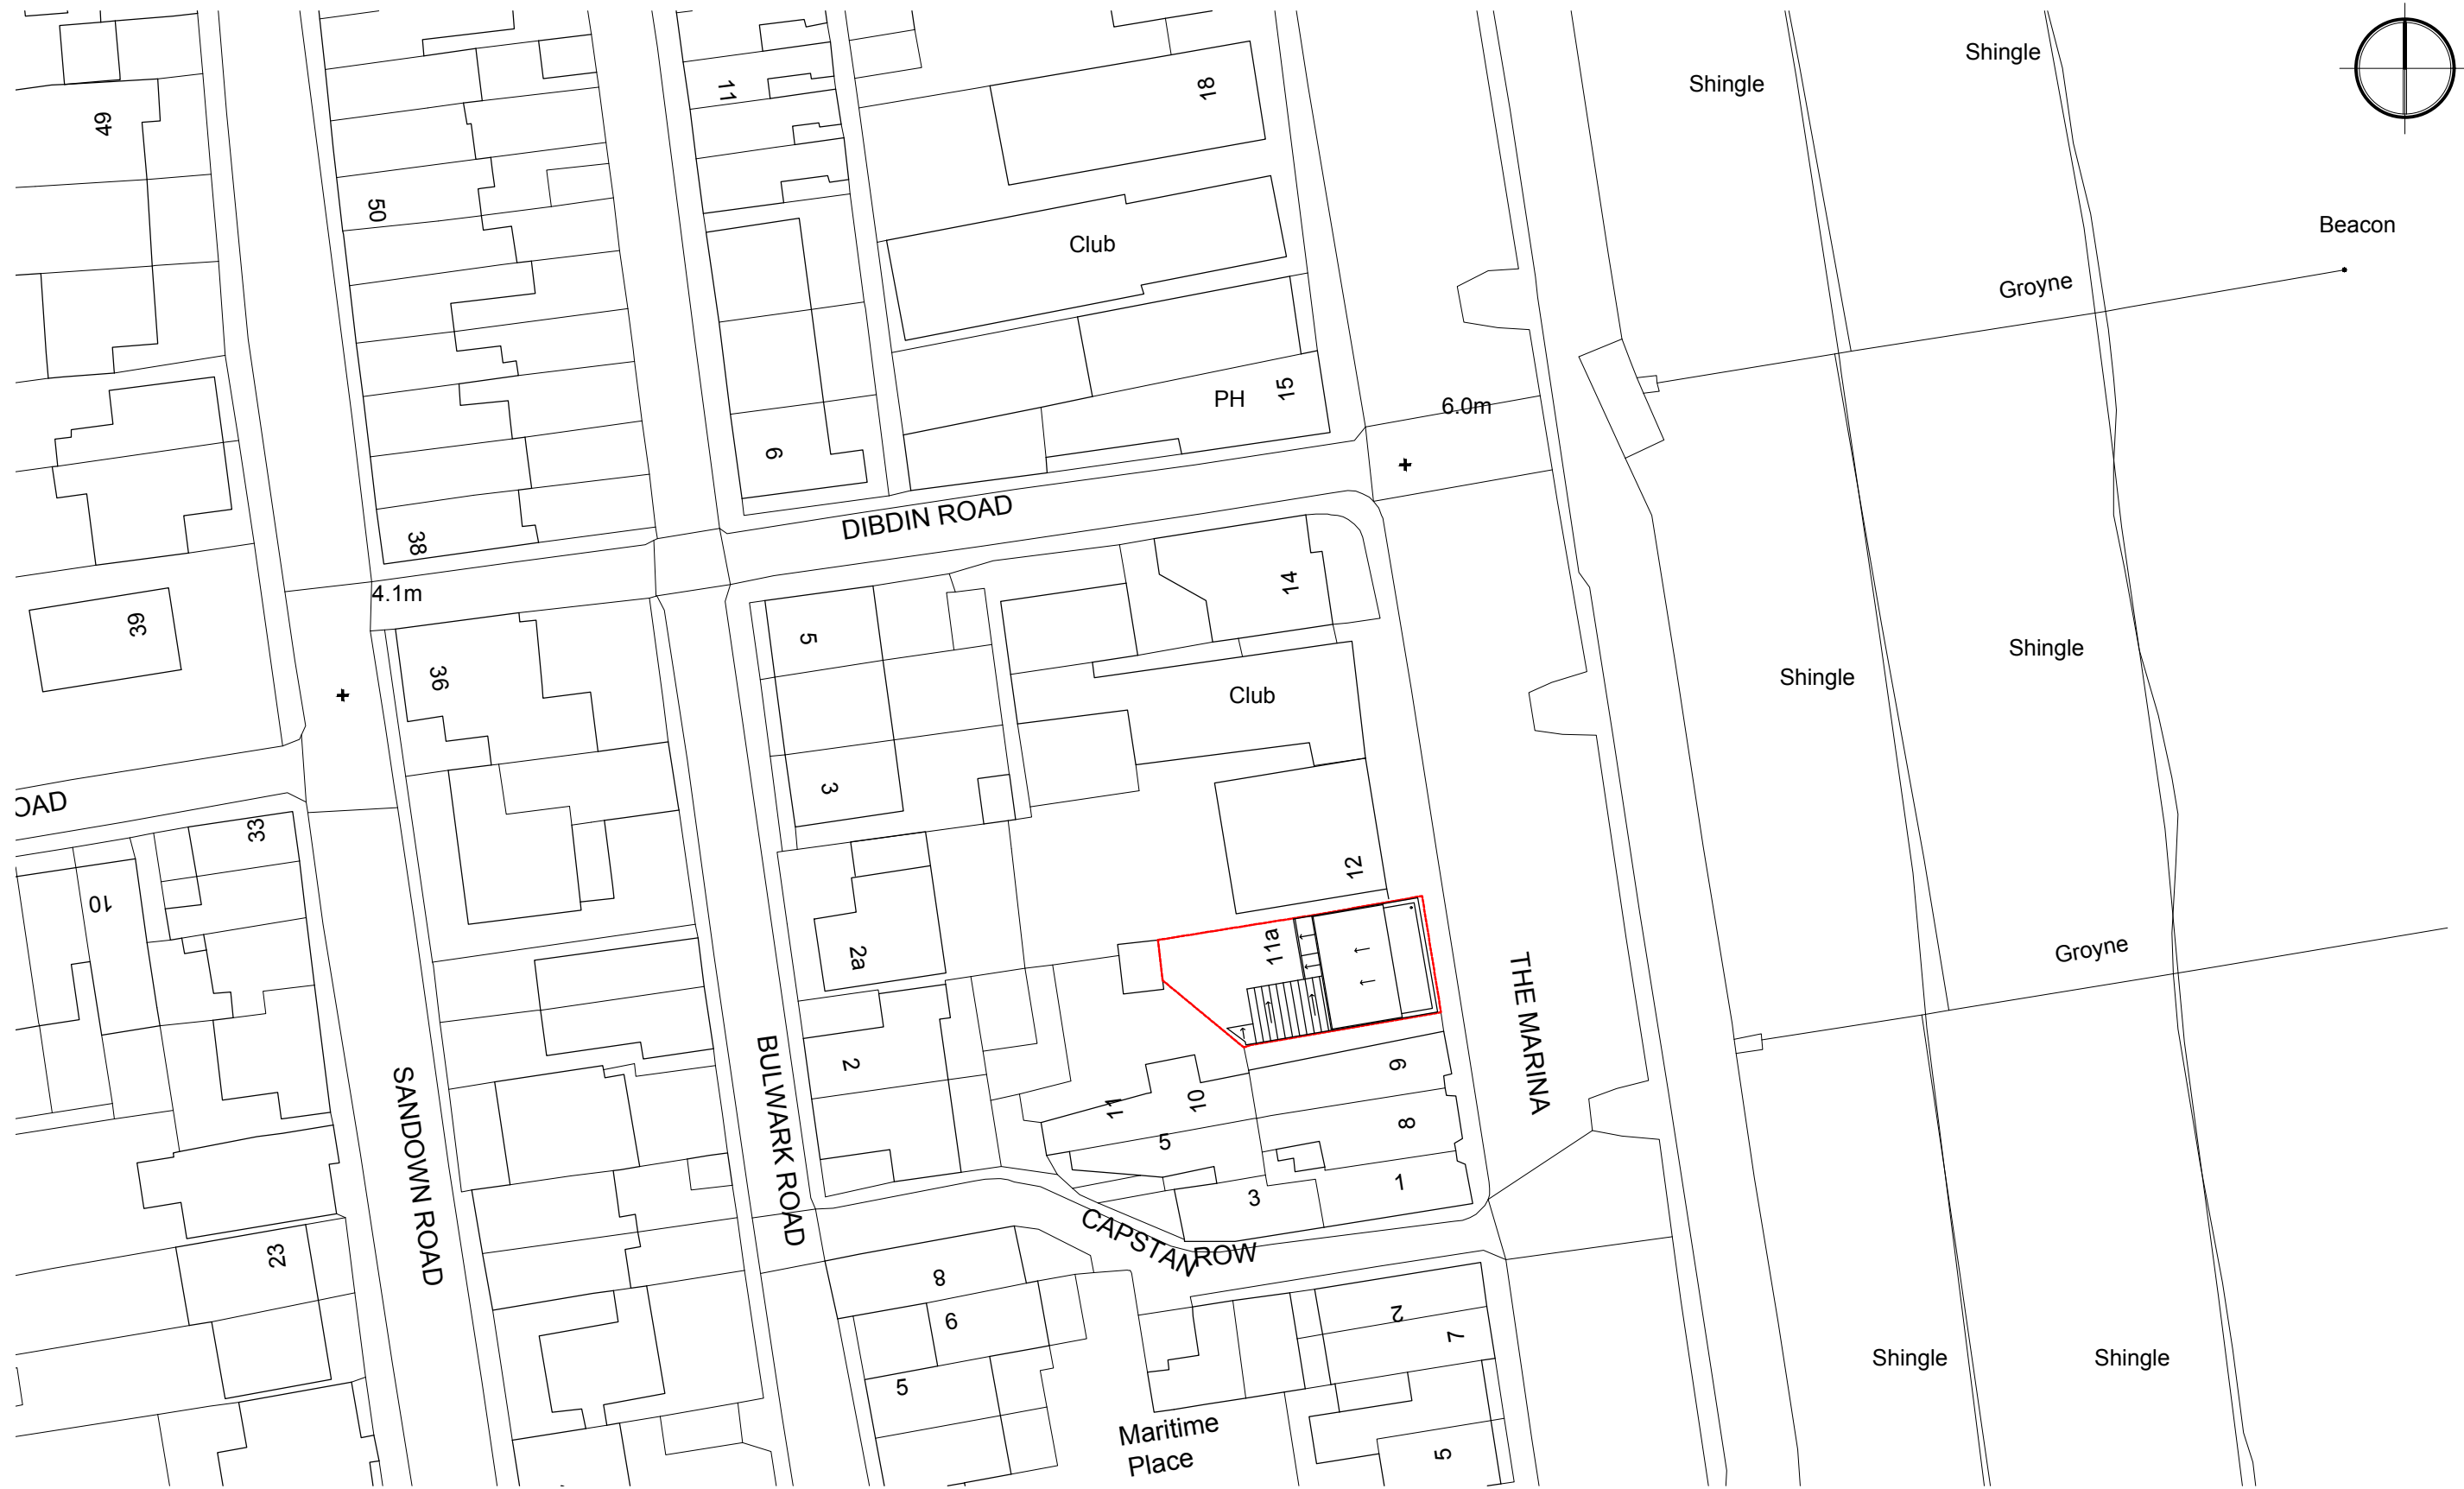 Shingle
Shingle
49
11
18
50
Club
Beacon
Groyne
PH
15
6.0m
9
DIBDIN ROAD
38
4.1m
39
5
14
36
Club
Shingle
Shingle
3
OAD
33
12
10
2a
11a
THE MARINA
Groyne
2
BULWARK ROAD
SANDOWN ROAD
9
10
11
5
8
3
1
CAPSTAN
ROW
23
8
6
2
7
5
Shingle
Shingle
Maritime
Place
5